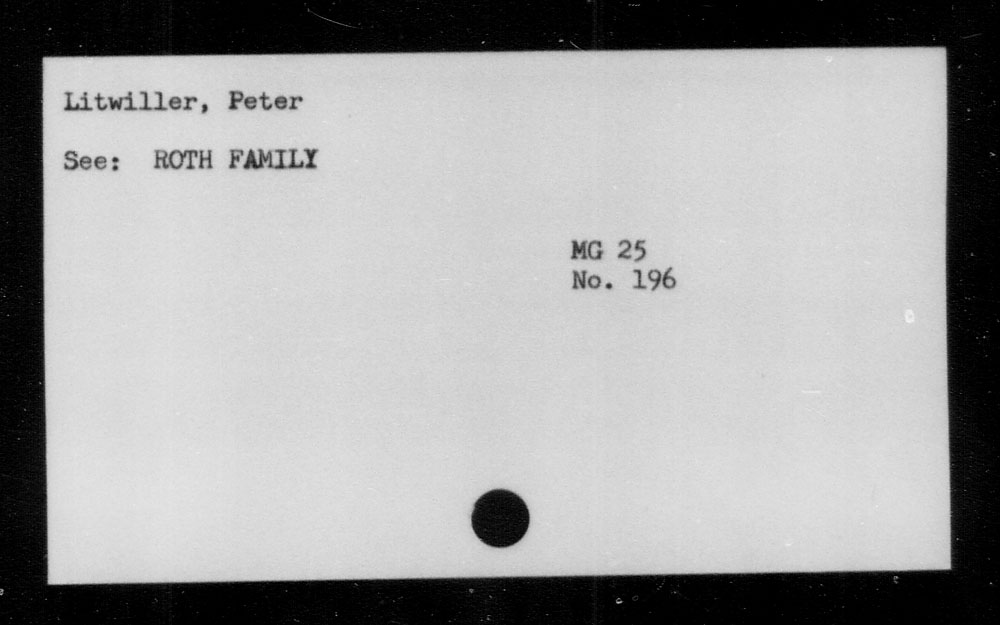 Litwiller, Peter
See: ROTH FAMILY
MG 25
No. 196